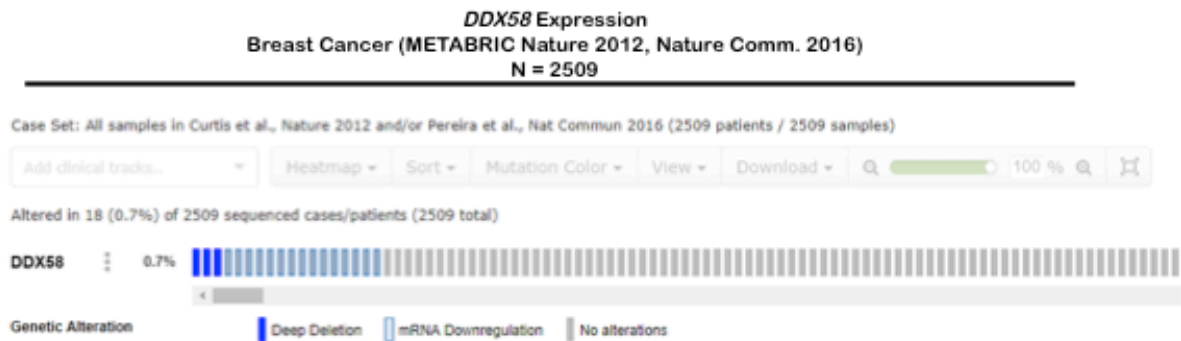 DDX58 Expression
Breast Cancer (METABRIC Nature 2012, Nature Comm. 2016)
N = 2509
Case Set: All samples in Curtis et al., Nature 2012 and/or Pereira et al., Nat Commun 2016 (2509 patients / 2509 samples)
Add clinical tracks... Heatmap Sort Mutation Color View Download 100 %
Altered in 18 (0.7%) of 2509 sequenced cases/patients (2509 total)
DDX58 0.7%
Genetic Alteration Deep Deletion mRNA Downregulation No alterations